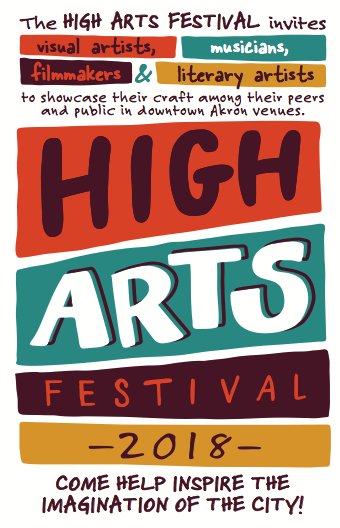 The HIGH ARTS FESTIVAL invites
visual artists, musicians,
filmmakers & literary artists
to showcase their craft among their peers
and public in downtown Akron venues.
HIGH
ARTS
FESTIVAL
—2018—
COME HELP INSPIRE THE
IMAGINATION OF THE CITY!